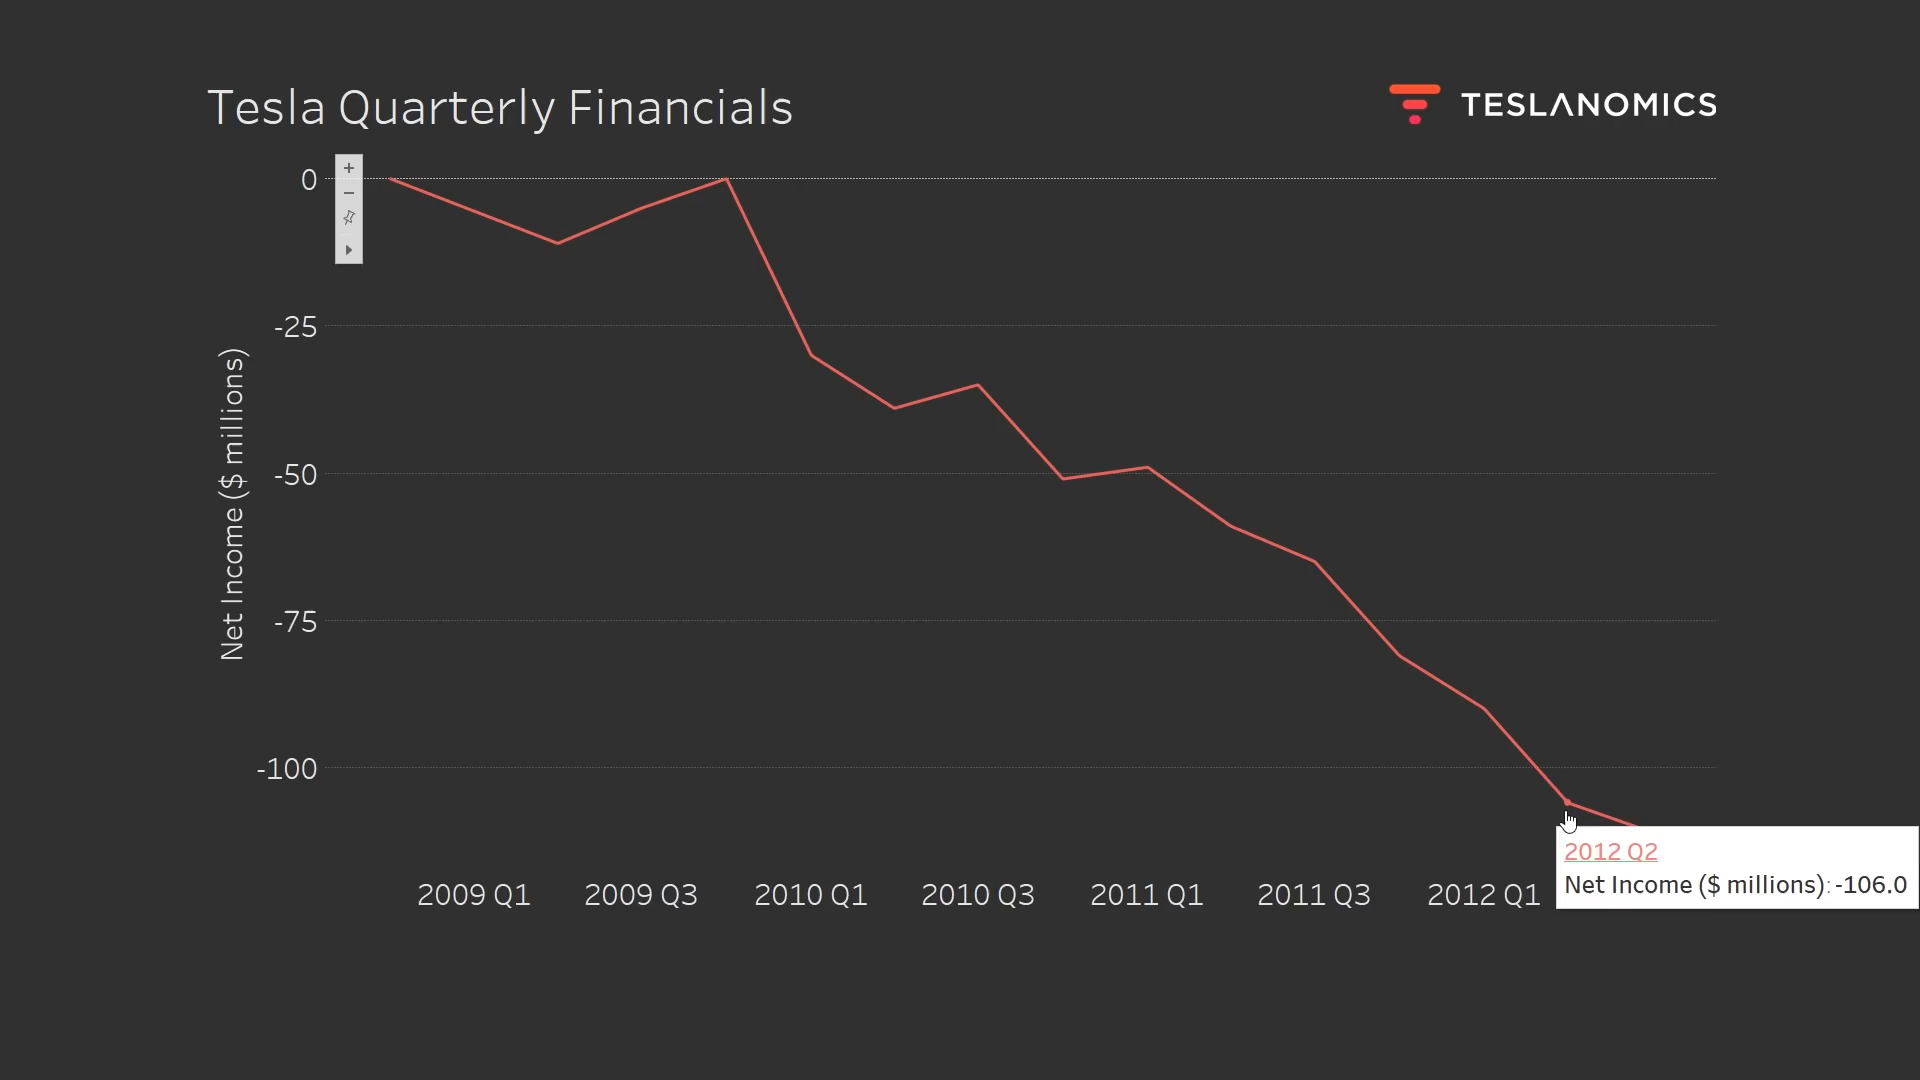 Tesla Quarterly Financials
TESLANOMICS
0
-25
-50
-75
-100
Net Income ($ millions)
2009 Q1
2009 Q3
2010 Q1
2010 Q3
2011 Q1
2011 Q3
2012 Q1
2012 Q2
Net Income ($ millions): -106.0